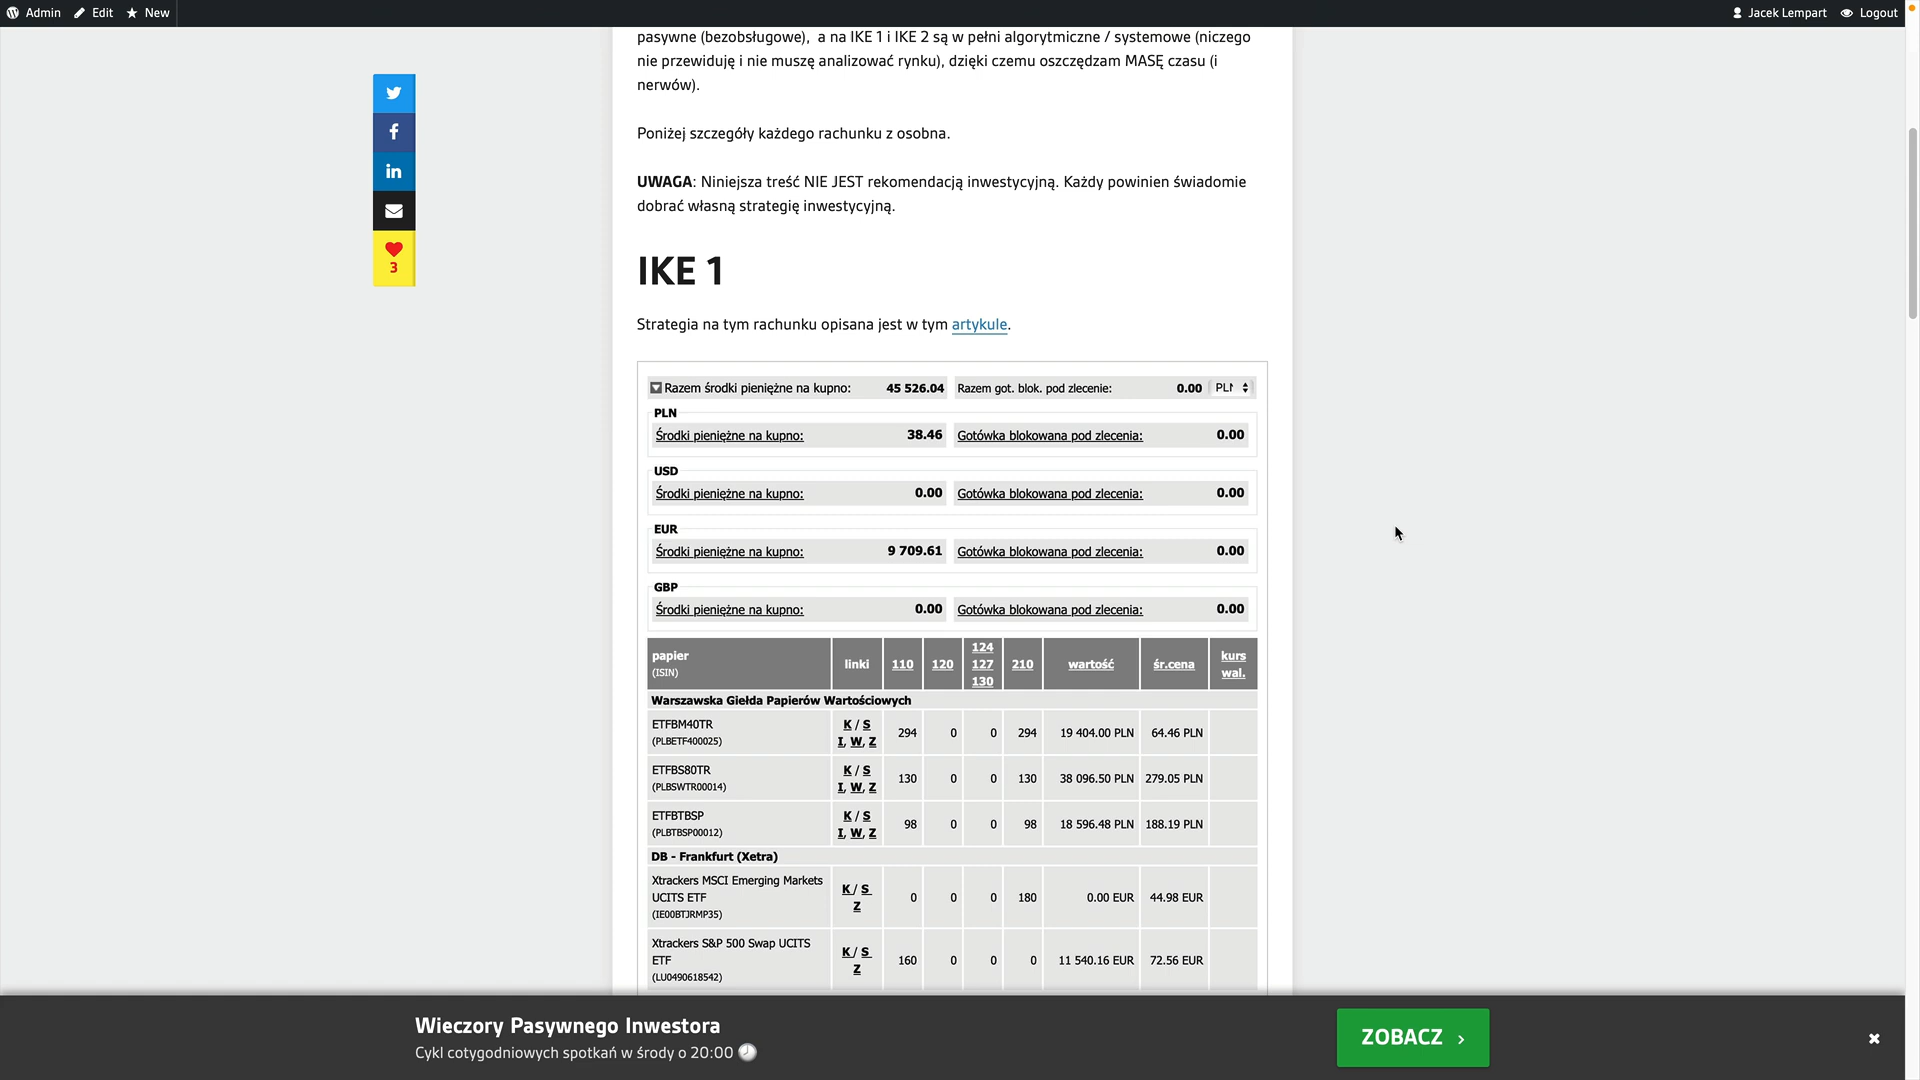 Admin Edit New Jacek Lempart Logout
pasywne (bezobsługowe), a na IKE 1 i IKE 2 są w pełni algorytmiczne / systemowe (niczego
nie przewiduję i nie muszę analizować rynku), dzięki czemu oszczędzam MASĘ czasu (i
nerwów).
Poniżej szczegóły każdego rachunku z osobna.
UWAGA: Niniejsza treść NIE JEST rekomendacją inwestycyjną. Każdy powinien świadomie
dobrać własną strategię inwestycyjną.
3
IKE 1
Strategia na tym rachunku opisana jest w tym artykule.
Razem środki pieniężne na kupno: 45 526.04 Razem got. blok. pod zlecenie: 0.00 PLN
PLN
Środki pieniężne na kupno: 38.46 Gotówka blokowana pod zlecenia: 0.00
USD
Środki pieniężne na kupno: 0.00 Gotówka blokowana pod zlecenia: 0.00
EUR
Środki pieniężne na kupno: 9 709.61 Gotówka blokowana pod zlecenia: 0.00
GBP
Środki pieniężne na kupno: 0.00 Gotówka blokowana pod zlecenia: 0.00
papier (ISIN) linki 110 120 124 127 130 210 wartość śr.cena kurs wal.
Warszawska Giełda Papierów Wartościowych
ETFBM40TR K / S 294 0 0 294 19 404.00 PLN 64.46 PLN
(PLBETF400025) I, W, Z
ETFBS80TR K / S 130 0 0 130 38 096.50 PLN 279.05 PLN
(PLBSWTR00014) I, W, Z
ETFBTBSP K / S 98 0 0 98 18 596.48 PLN 188.19 PLN
(PLBTBSP00012) I, W, Z
DB - Frankfurt (Xetra)
Xtrackers MSCI Emerging Markets
UCITS ETF K / S Z 0 0 0 180 0.00 EUR 44.98 EUR
(IE00BTJRMP35)
Xtrackers S&P 500 Swap UCITS
ETF K / S Z 160 0 0 0 11 540.16 EUR 72.56 EUR
(LU0490618542)
Wieczory Pasywnego Inwestora
Cykl cotygodniowych spotkań w środy o 20:00
ZOBACZ